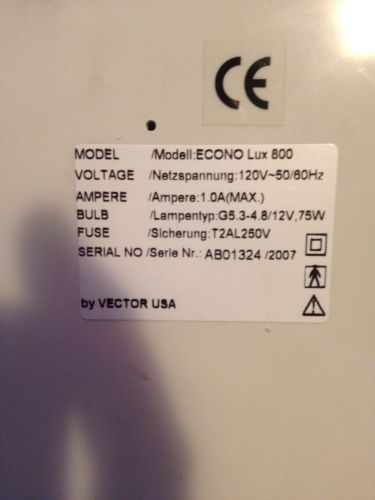 CE
MODEL /Modell:ECONO Lux 800
VOLTAGE /Netzspannung:120V~50/60Hz
AMPERE /Ampere:1.0A(MAX.)
BULB /Lampentyp:G5.3-4.8/12V,75W
FUSE /Sicherung:T2AL250V
SERIAL NO /Serie Nr.: AB01324 /2007
by VECTOR USA